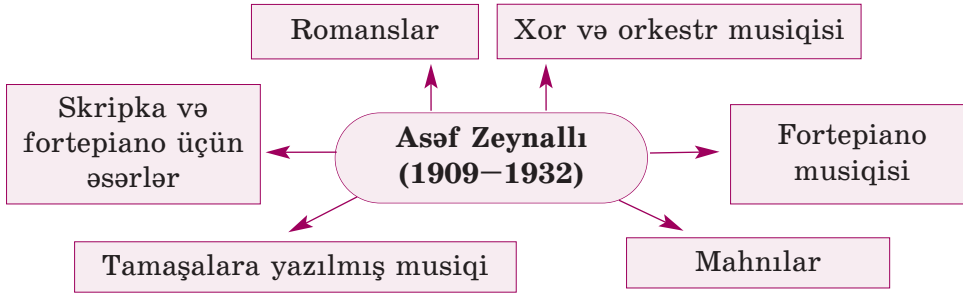 Romanslar
Xor və orkestr musiqisi
Skripka və
fortepiano üçün
əsərlər
Asəf Zeynallı
(1909–1932)
Fortepiano
musiqisi
Tamaşalara yazılmış musiqi
Mahnılar